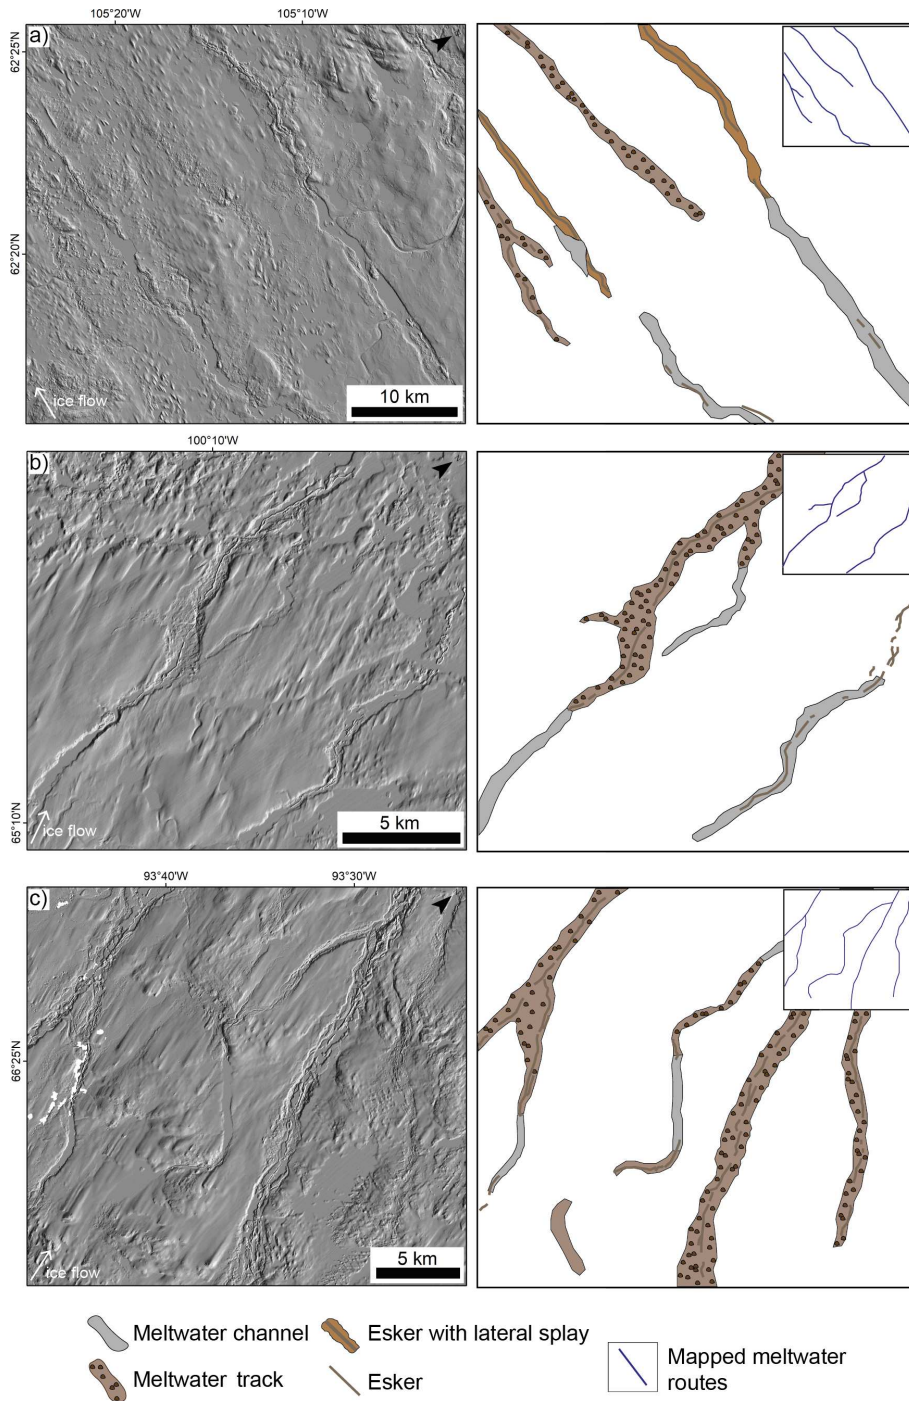 105°20'W 105°10'W
a)
62°25'N
62°20'N
ice flow
10 km
100°10'W
b)
65°10'N
ice flow
5 km
93°40'W 93°30'W
c)
66°25'N
ice flow
5 km
Meltwater channel Esker with lateral splay
Meltwater track Esker
Mapped meltwater
routes